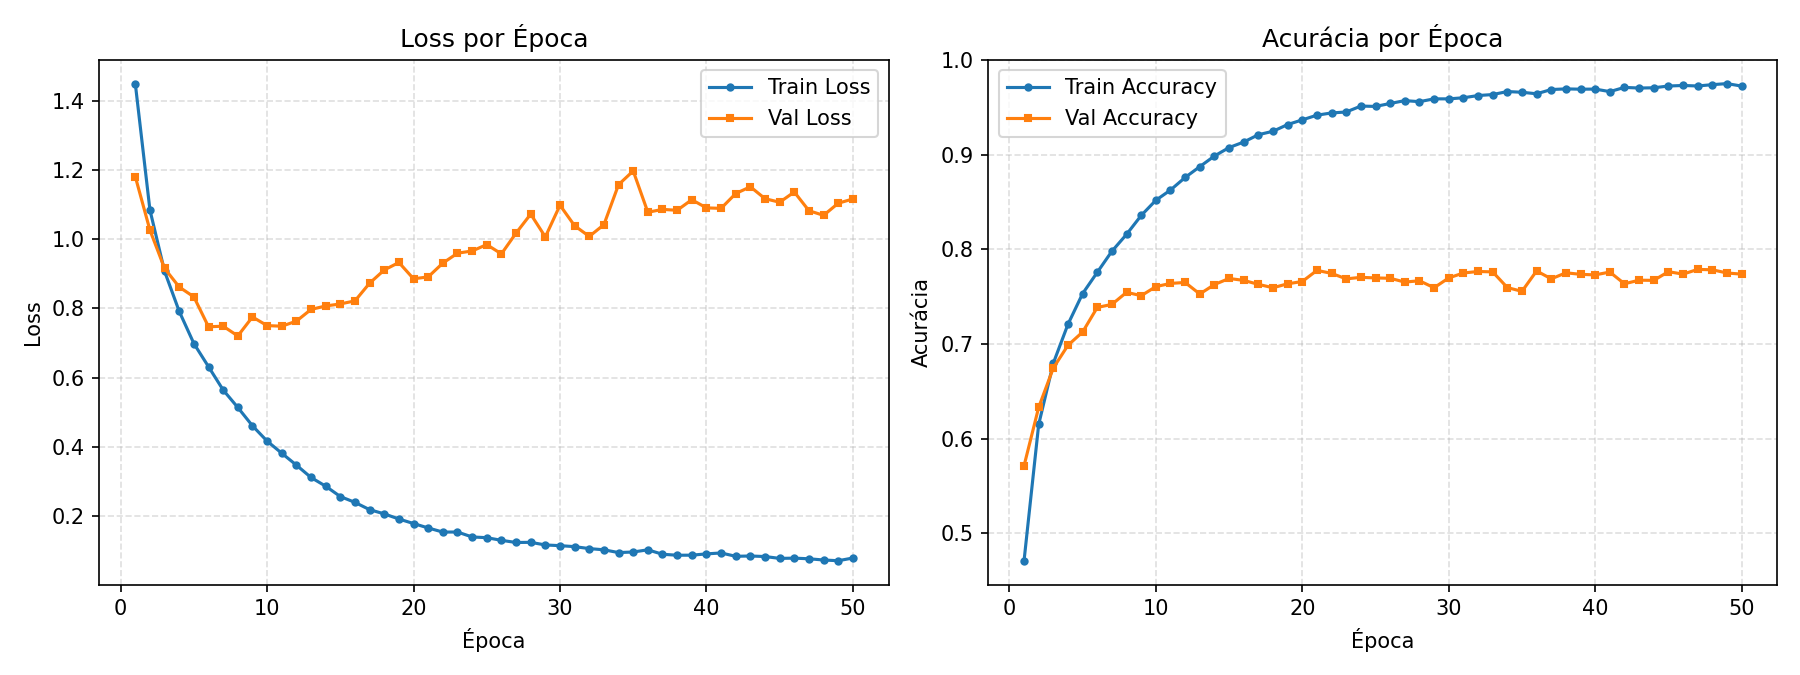 Loss por Época
Train Loss
Val Loss
1.4
1.2
1.0
0.8
0.6
0.4
0.2
Loss
0 10 20 30 40 50
Época
Acurácia por Época
Train Accuracy
Val Accuracy
1.0
0.9
0.8
0.7
0.6
0.5
Acurácia
0 10 20 30 40 50
Época